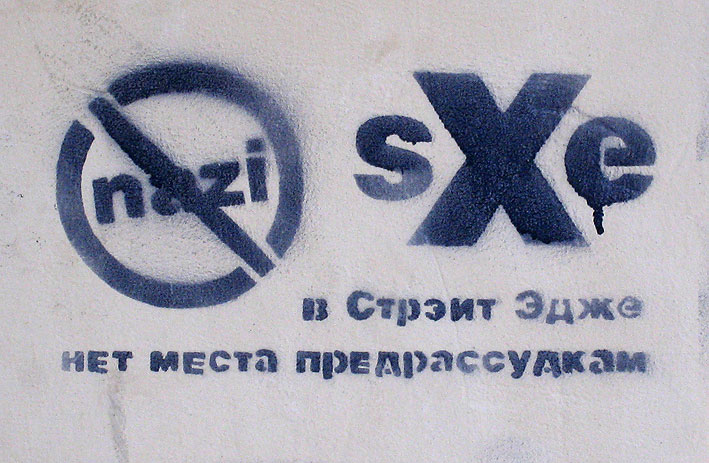 nazi
sXe
в Стрэит Эдже
нет места предрассудкам